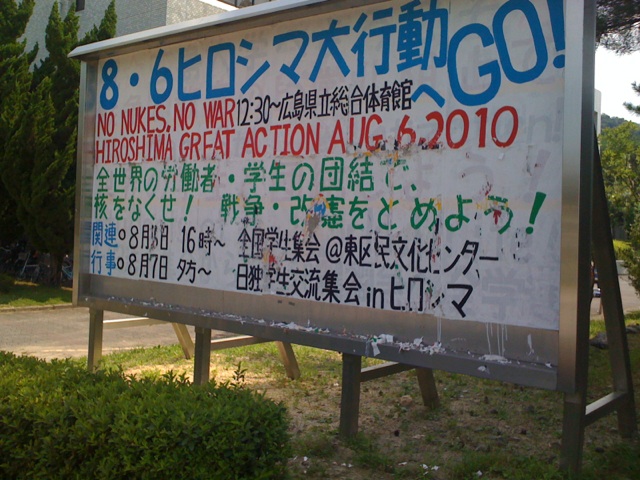 8・6ヒロシマ大行動へGO!
NO NUKES, NO WAR 12:30〜広島県立総合体育館
HIROSHIMA GREAT ACTION AUG. 6. 2010
全世界の労働者・学生の団結で、
核をなくせ! 戦争・改憲をとめよう!
関連行事
。8月 日 16時〜 全国学生集会 @東区民文化センター
。8月7日 夕方〜 日独学生交流集会 in ヒロシマ